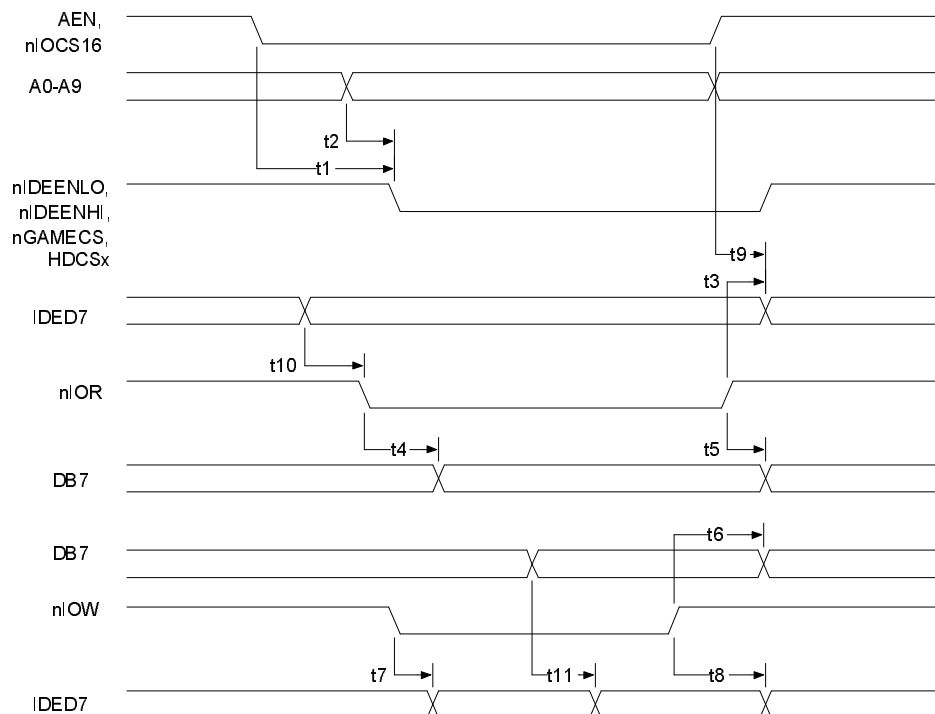 AEN,
nIOCS16
A0-A9
t2
t1
nIDEENLO,
nIDEENHI,
nGAMECS,
HDCSx
t9
t3
IDED7
t10
nIOR
t4
t5
DB7
t6
DB7
nIOW
t7
t11
t8
IDED7